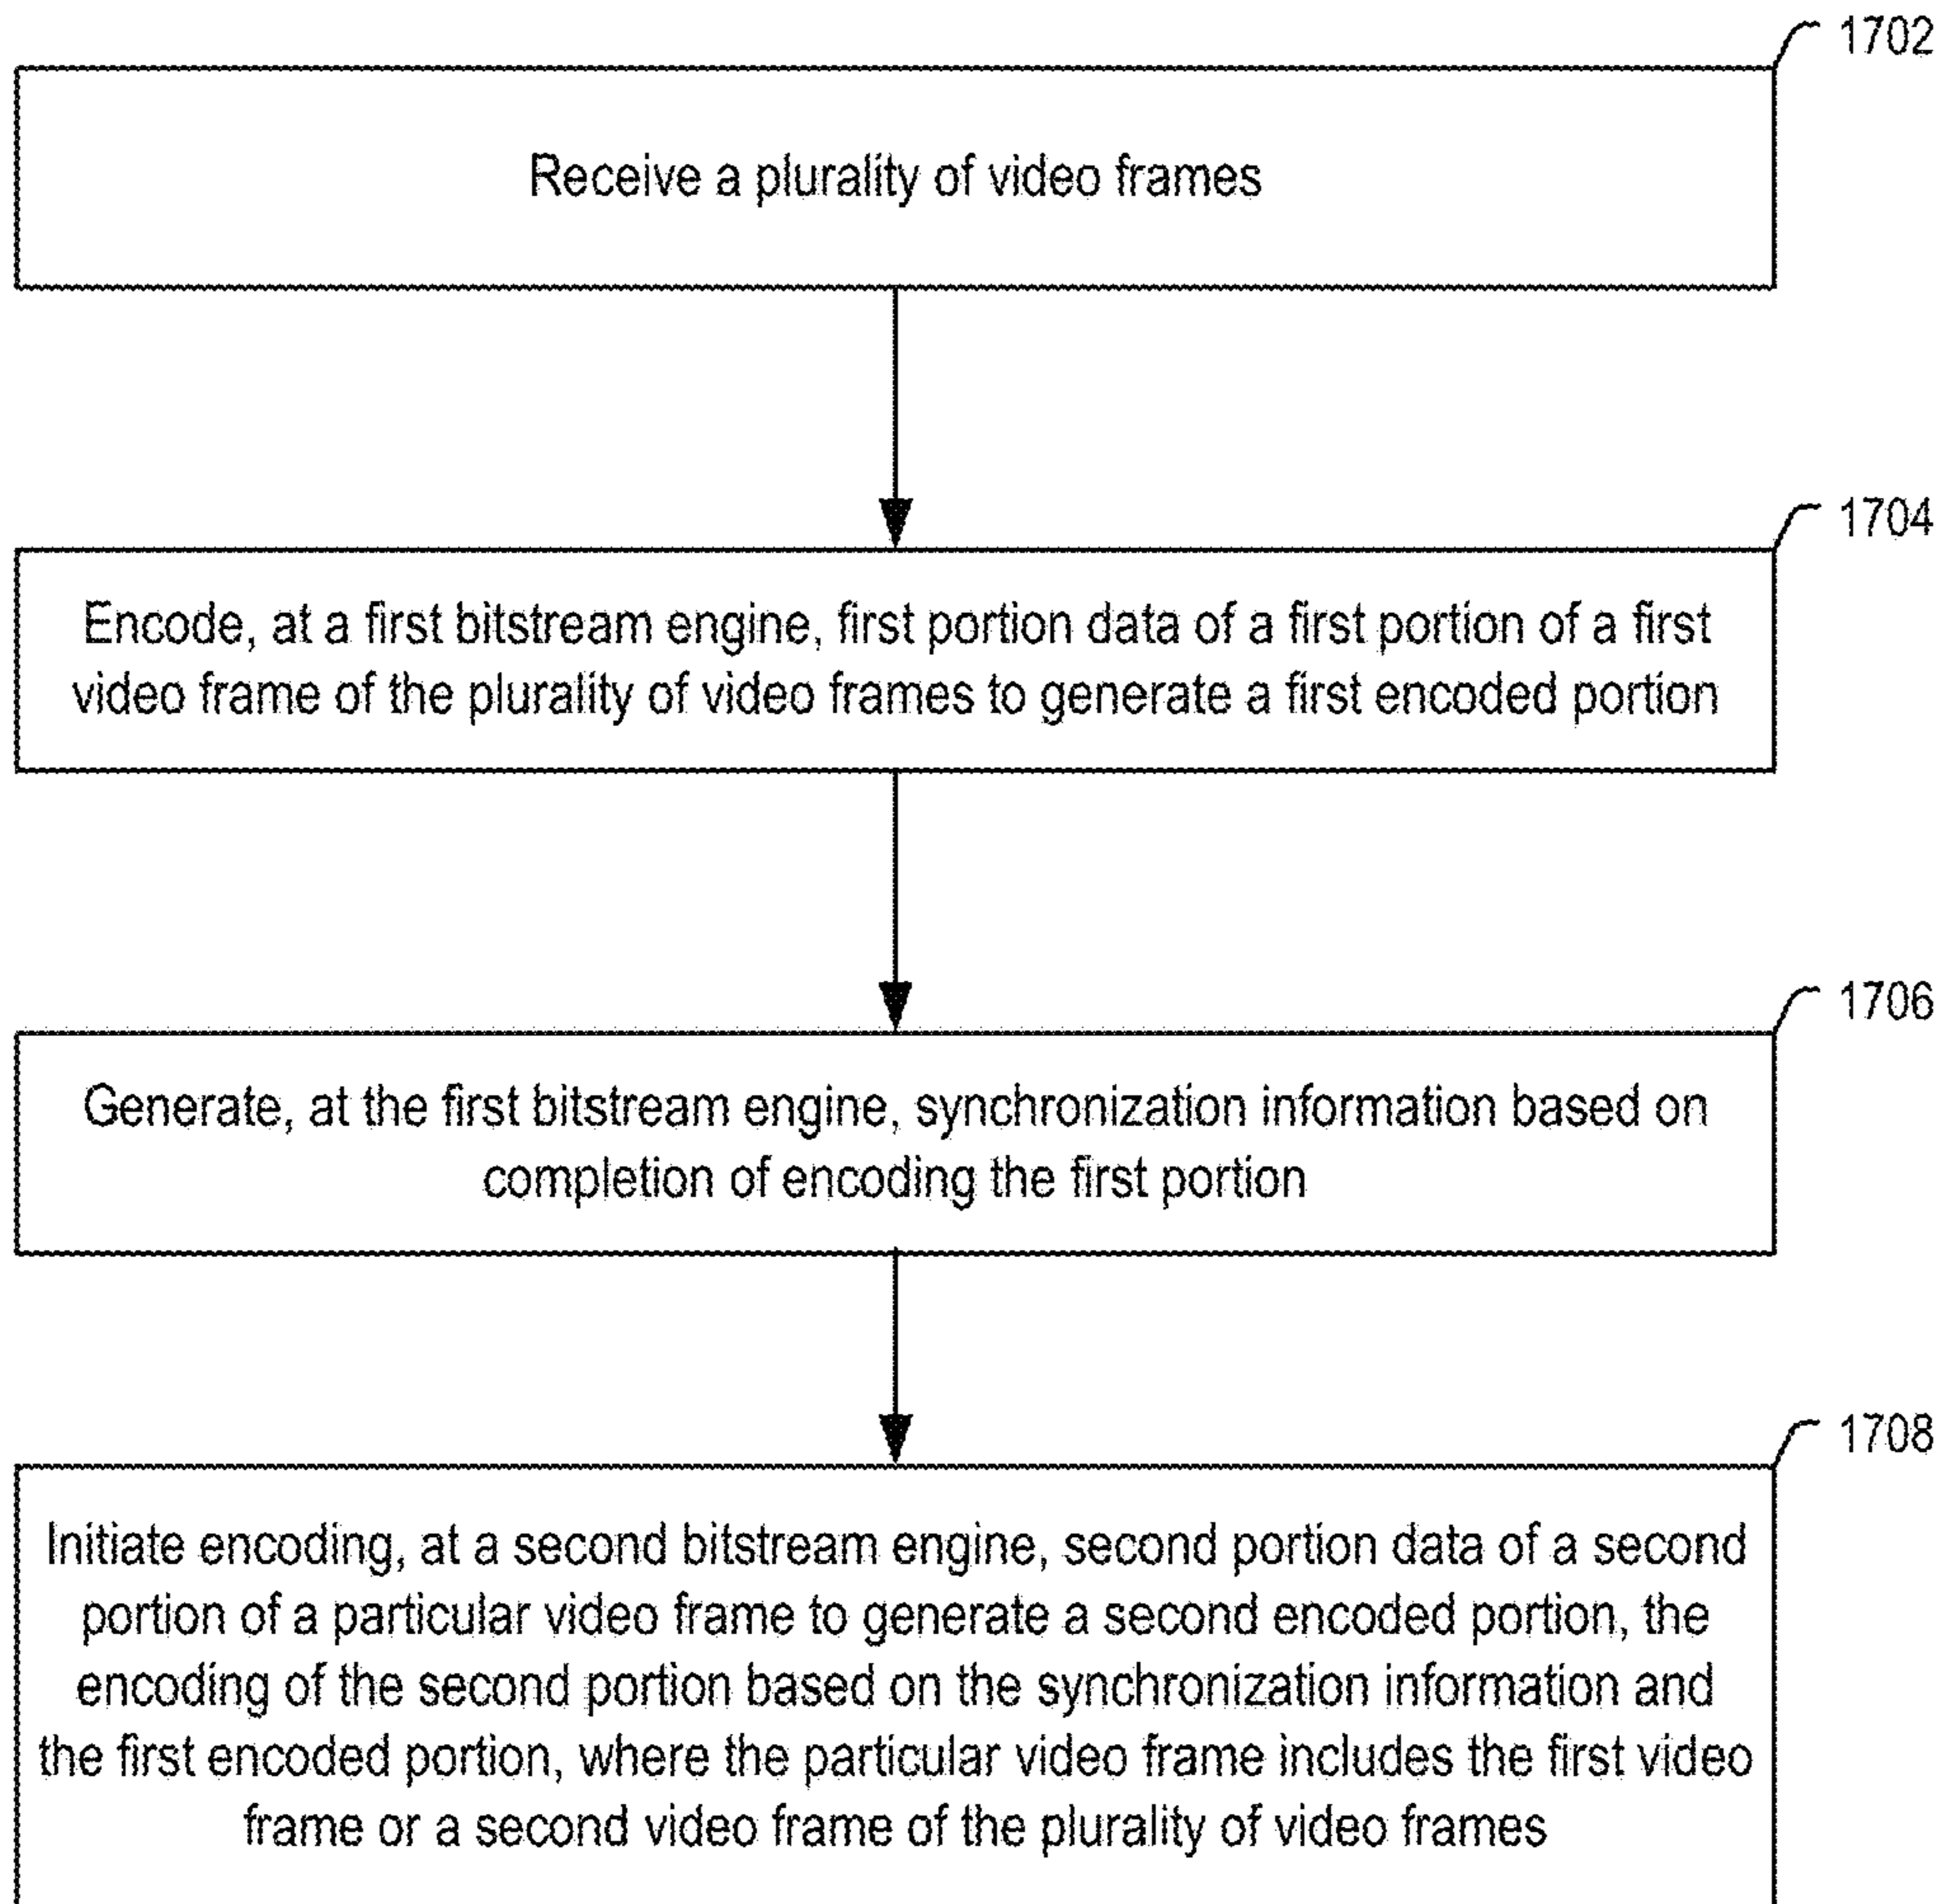 1702
Receive a plurality of video frames
1704
Encode, at a first bitstream engine, first portion data of a first portion of a first
video frame of the plurality of video frames to generate a first encoded portion
1706
Generate, at the first bitstream engine, synchronization information based on
completion of encoding the first portion
1708
Initiate encoding, at a second bitstream engine, second portion data of a second
portion of a particular video frame to generate a second encoded portion, the
encoding of the second portion based on the synchronization information and
the first encoded portion, where the particular video frame includes the first video
frame or a second video frame of the plurality of video frames